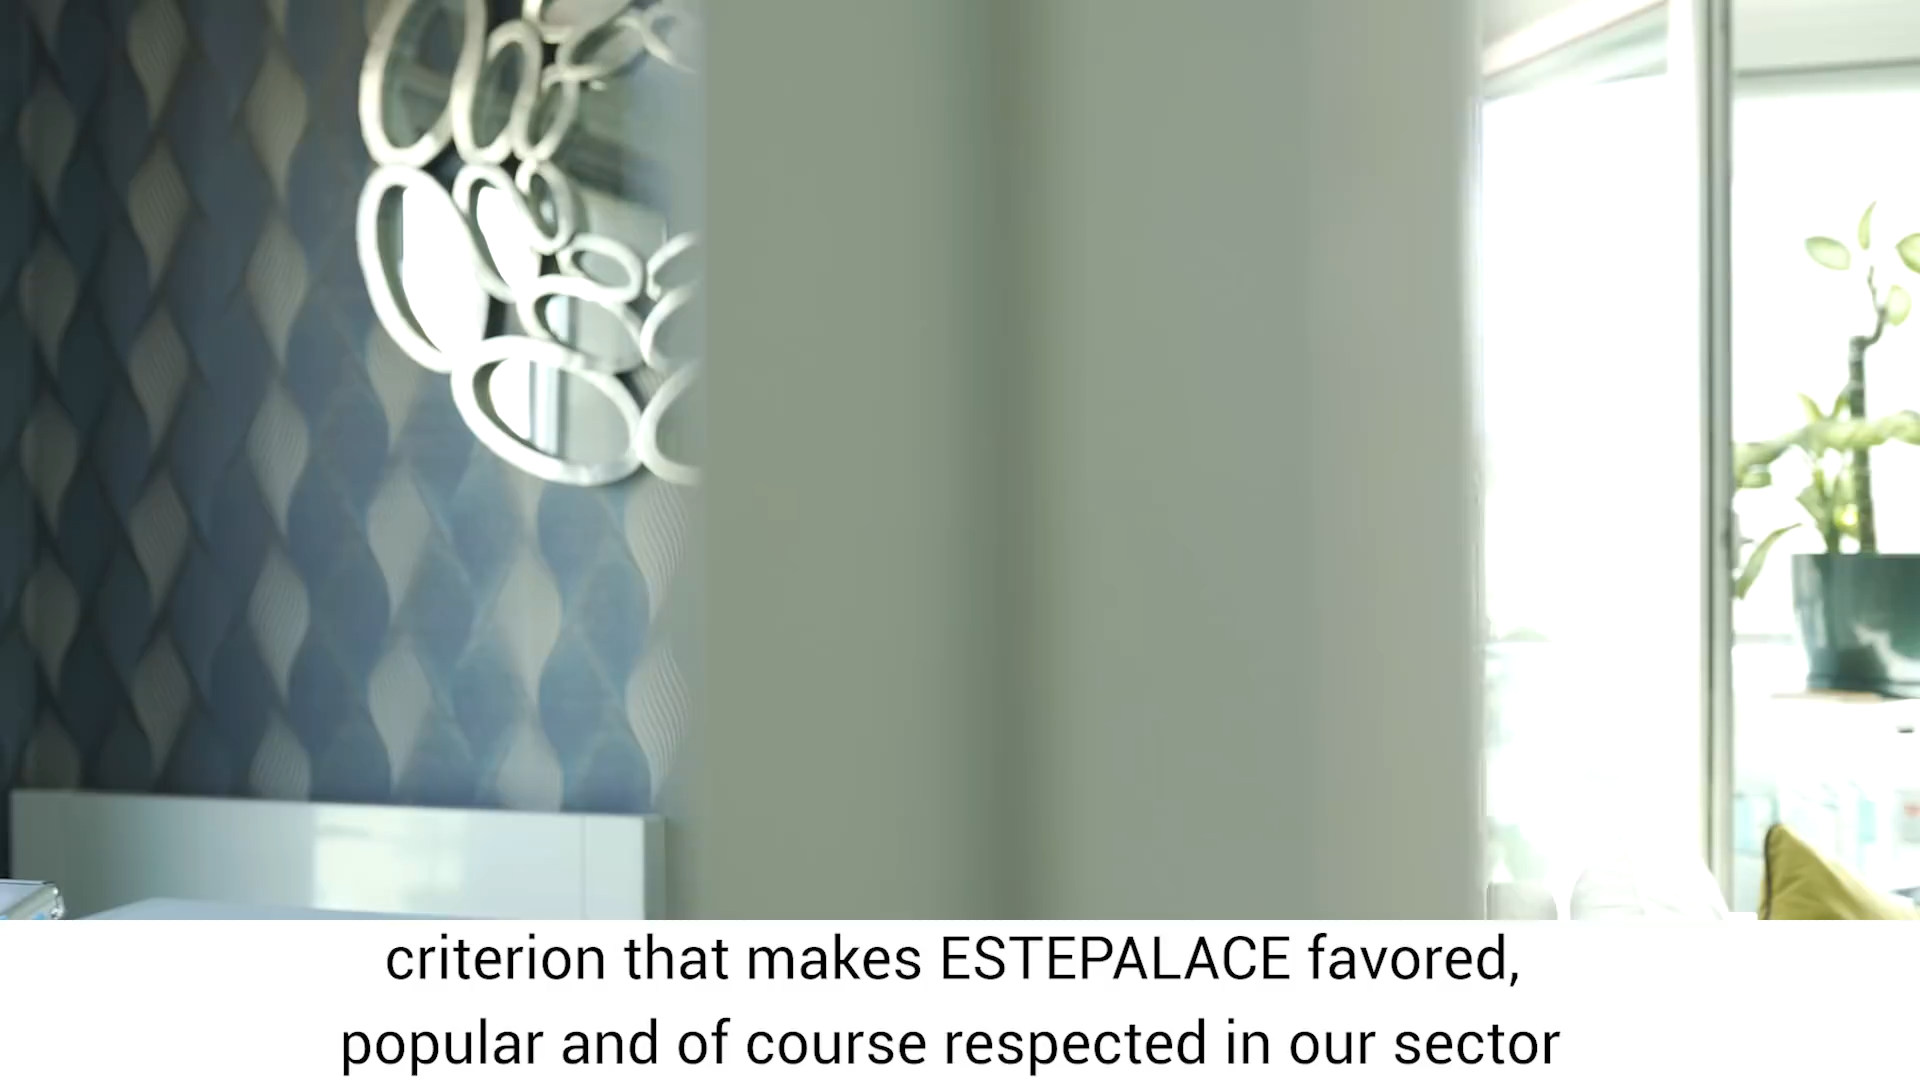 criterion that makes ESTEPALACE favored,
popular and of course respected in our sector